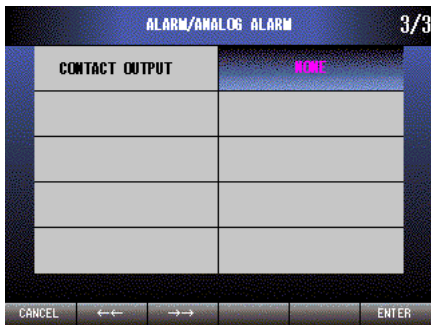 ALARM/ANALOG ALARM 3/3
CONTACT OUTPUT NONE
CANCEL ←← →→ ENTER